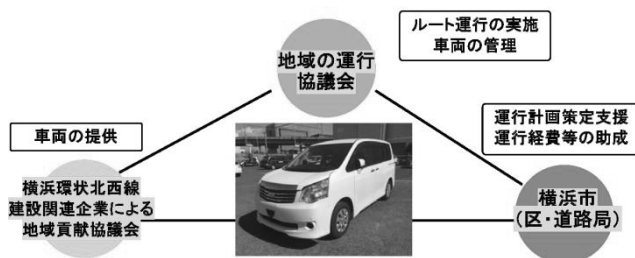 ルート運行の実施
車両の管理
地域の運行
協議会
車両の提供
運行計画策定支援
運行経費等の助成
横浜環状北西線
建設関連企業による
地域貢献協議会
横浜市
（区・道路局）